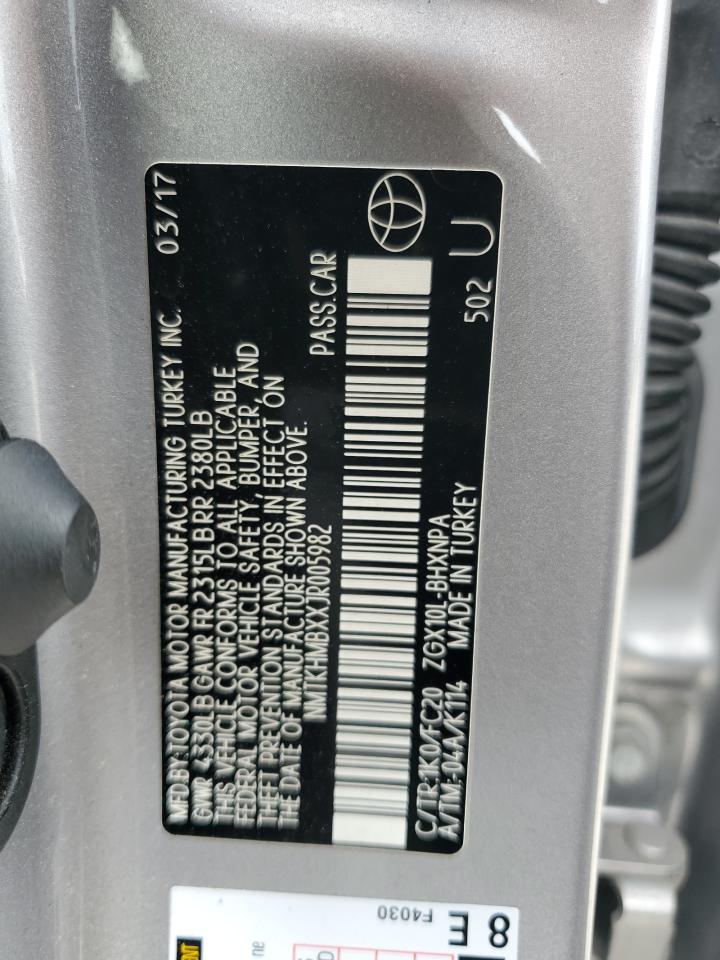 MFD BY: TOYOTA MOTOR MANUFACTURING TURKEY INC. 03/17
GVWR 4330LB GAWR FR 2315LB RR 2380LB
THIS VEHICLE CONFORMS TO ALL APPLICABLE
FEDERAL MOTOR VEHICLE SAFETY, BUMPER, AND
THEFT PREVENTION STANDARDS IN EFFECT ON
THE DATE OF MANUFACTURE SHOWN ABOVE.
NMTKHMBXXJR005982 PASS.CAR
C/TR:1K0/FC20 ZGX10L-BHXNPA
A/TM:-04A/K114 MADE IN TURKEY
502 U
F4030
8 E